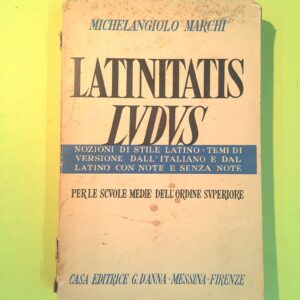 MICHELANGIOLO MARCHI
LATINITATIS
LVDVS
NOZIONI DI STILE LATINO - TEMI DI
VERSIONE DALL'ITALIANO E DAL
LATINO CON NOTE E SENZA NOTE
PER LE SCVOLE MEDIE DELL'ORDINE SVPERIORE
CASA EDITRICE G. D'ANNA - MESSINA - FIRENZE